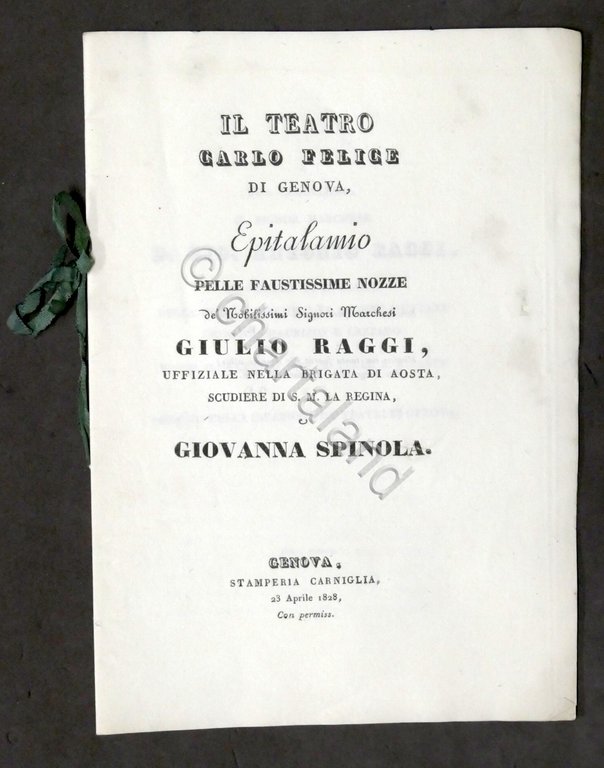 IL TEATRO
CARLO FELICE
DI GENOVA,
Epitalamio
PELLE FAUSTISSIME NOZZE
de' Nobilissimi Signori Marchesi
GIULIO RAGGI,
UFFIZIALE NELLA BRIGATA DI AOSTA,
SCUDIERE DI S. M. LA REGINA,
e
GIOVANNA SPINOLA.
GENOVA,
STAMPERIA CARNIGLIA,
23 Aprile 1828,
Con permiss.
© chartaland